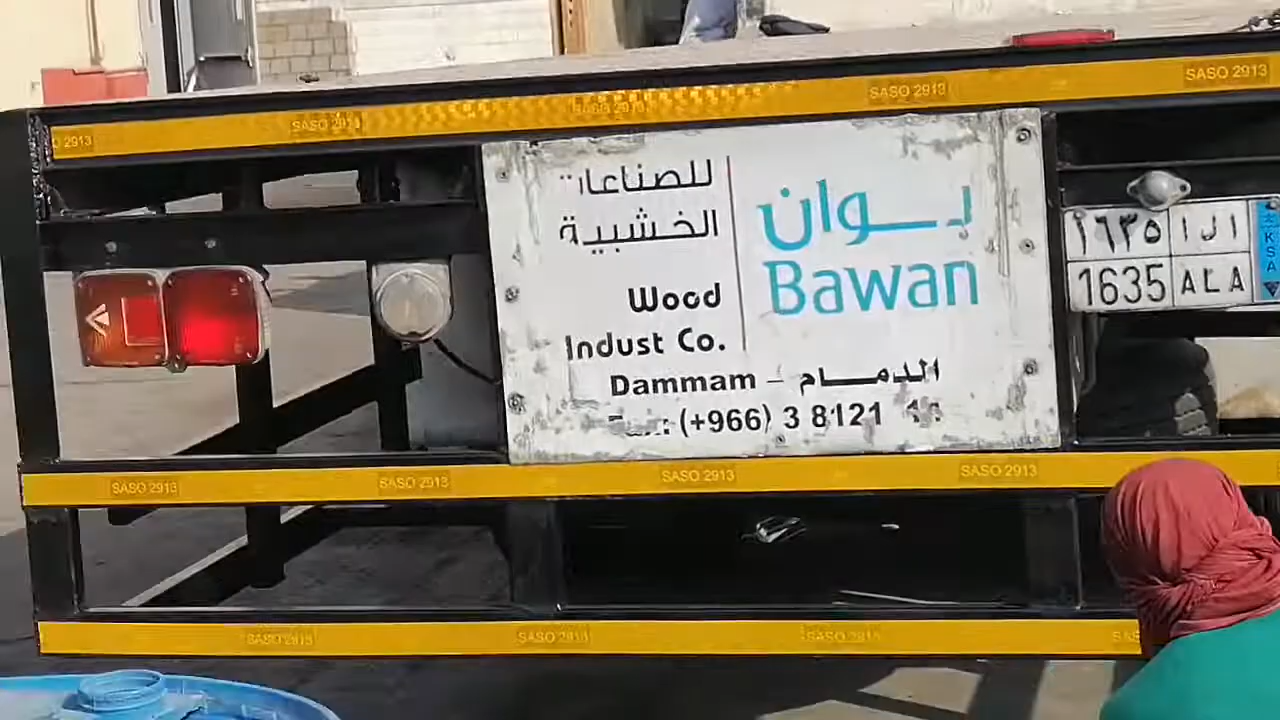 SASO 2913
SASO 2913
SASO 2913
SASO 2913
O 2913
للصناعات
الخشبية
بوان
Bawan
Wood
Indust Co.
Dammam – الدمام
(+966) 3 8121
١٦٣٥ ا ل ا
1635 A L A
KSA
SASO 2913
SASO 2913
SASO 2913
SASO 2913
SASO 2913
SASO 2913
SASO 2913